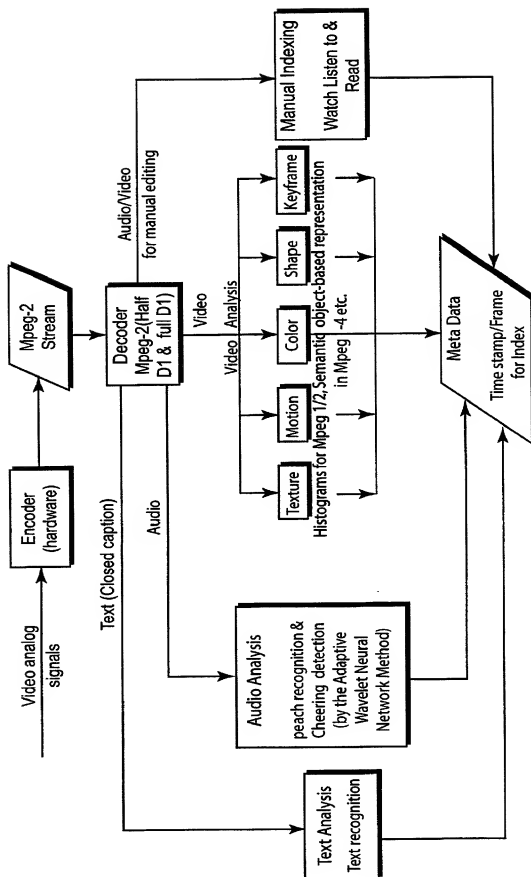 Video analog
signals
Encoder
(hardware)
Mpeg-2
Stream
Decoder
Mpeg-2(Half
D1 & full D1)
Text (Closed caption)
Audio
Video
Audio/Video
for manual editing
Video Analysis
Texture
Motion
Color
Shape
Keyframe
Histograms for Mpeg 1/2, Semantic object-based representation
in Mpeg -4 etc.
Manual Indexing
Watch Listen to &
Read
Audio Analysis
peach recognition &
Cheering detection
(by the Adaptive
Wavelet Neural
Network Method)
Text Analysis
Text recognition
Meta Data
Time stamp/Frame
for Index